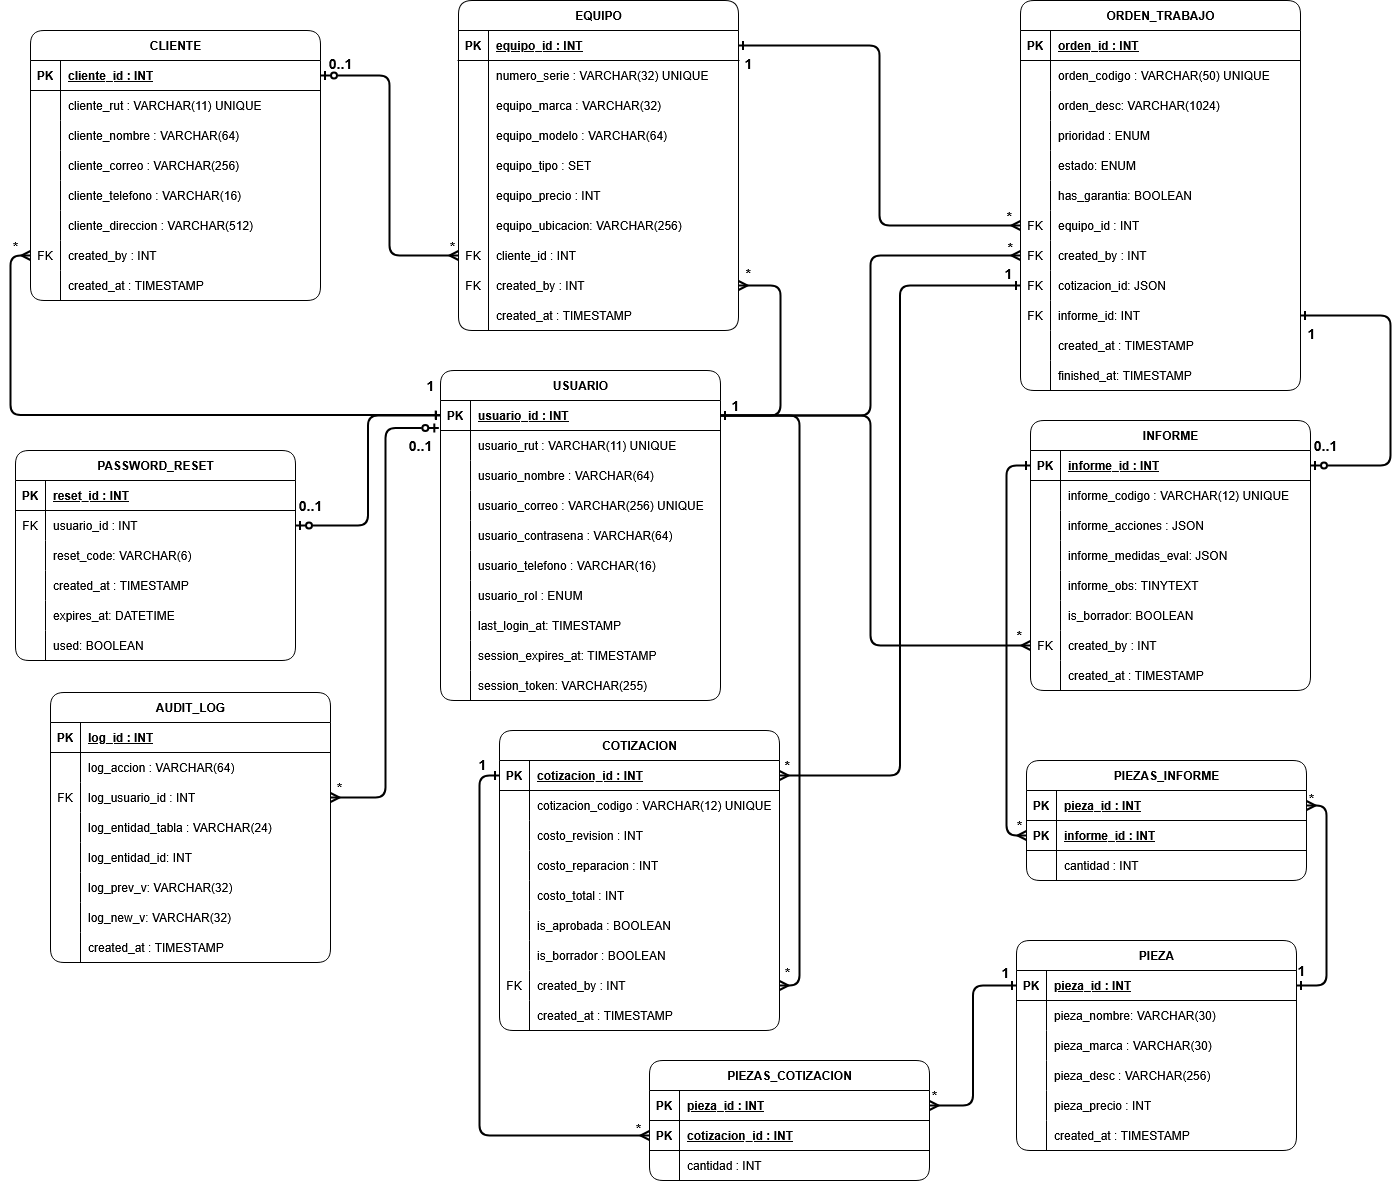 CLIENTE
PK cliente_id : INT
cliente_rut : VARCHAR(11) UNIQUE
cliente_nombre : VARCHAR(64)
cliente_correo : VARCHAR(256)
cliente_telefono : VARCHAR(16)
cliente_direccion : VARCHAR(512)
FK created_by : INT
created_at : TIMESTAMP
0..1
*
EQUIPO
PK equipo_id : INT
numero_serie : VARCHAR(32) UNIQUE
equipo_marca : VARCHAR(32)
equipo_modelo : VARCHAR(64)
equipo_tipo : SET
equipo_precio : INT
equipo_ubicacion: VARCHAR(256)
FK cliente_id : INT
FK created_by : INT
created_at : TIMESTAMP
1
*
*
ORDEN_TRABAJO
PK orden_id : INT
orden_codigo : VARCHAR(50) UNIQUE
orden_desc: VARCHAR(1024)
prioridad : ENUM
estado: ENUM
has_garantia: BOOLEAN
FK equipo_id : INT
FK created_by : INT
FK cotizacion_id: JSON
FK informe_id: INT
created_at : TIMESTAMP
finished_at: TIMESTAMP
*
*
1
1
USUARIO
PK usuario_id : INT
usuario_rut : VARCHAR(11) UNIQUE
usuario_nombre : VARCHAR(64)
usuario_correo : VARCHAR(256) UNIQUE
usuario_contrasena : VARCHAR(64)
usuario_telefono : VARCHAR(16)
usuario_rol : ENUM
last_login_at: TIMESTAMP
session_expires_at: TIMESTAMP
session_token: VARCHAR(255)
1
0..1
1
PASSWORD_RESET
PK reset_id : INT
FK usuario_id : INT
reset_code: VARCHAR(6)
created_at : TIMESTAMP
expires_at: DATETIME
used: BOOLEAN
0..1
INFORME
PK informe_id : INT
informe_codigo : VARCHAR(12) UNIQUE
informe_acciones : JSON
informe_medidas_eval: JSON
informe_obs: TINYTEXT
is_borrador: BOOLEAN
FK created_by : INT
created_at : TIMESTAMP
0..1
*
AUDIT_LOG
PK log_id : INT
log_accion : VARCHAR(64)
FK log_usuario_id : INT
log_entidad_tabla : VARCHAR(24)
log_entidad_id: INT
log_prev_v: VARCHAR(32)
log_new_v: VARCHAR(32)
created_at : TIMESTAMP
*
COTIZACION
PK cotizacion_id : INT
cotizacion_codigo : VARCHAR(12) UNIQUE
costo_revision : INT
costo_reparacion : INT
costo_total : INT
is_aprobada : BOOLEAN
is_borrador : BOOLEAN
FK created_by : INT
created_at : TIMESTAMP
1
*
*
PIEZAS_INFORME
PK pieza_id : INT
PK informe_id : INT
cantidad : INT
*
*
PIEZA
PK pieza_id : INT
pieza_nombre: VARCHAR(30)
pieza_marca : VARCHAR(30)
pieza_desc : VARCHAR(256)
pieza_precio : INT
created_at : TIMESTAMP
1
1
PIEZAS_COTIZACION
PK pieza_id : INT
PK cotizacion_id : INT
cantidad : INT
*
*